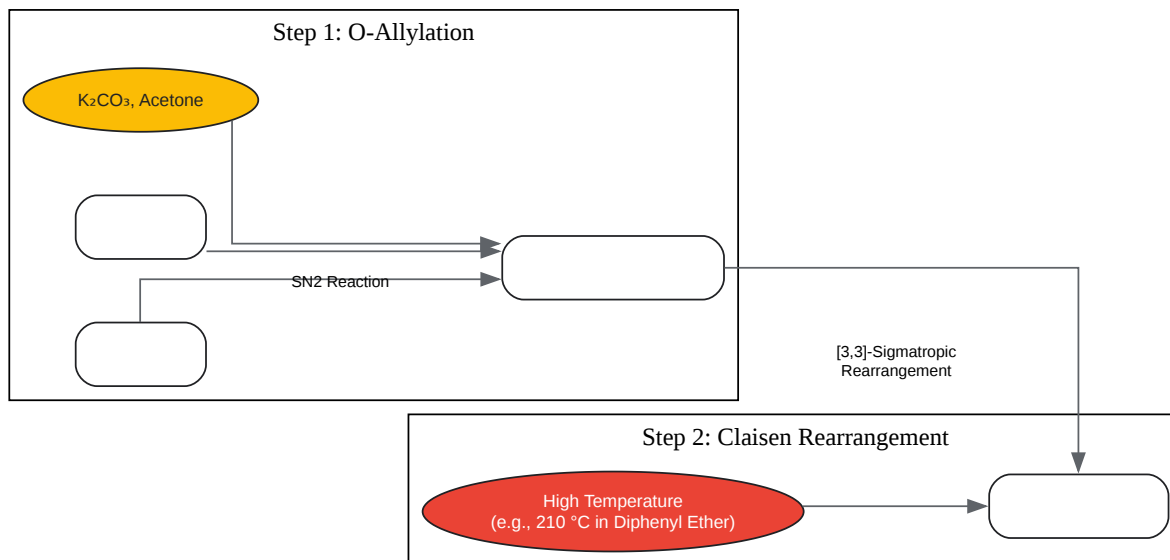 Step 1: O-Allylation
K₂CO₃, Acetone
SN2 Reaction
[3,3]-Sigmatropic
Rearrangement
Step 2: Claisen Rearrangement
High Temperature
(e.g., 210 °C in Diphenyl Ether)